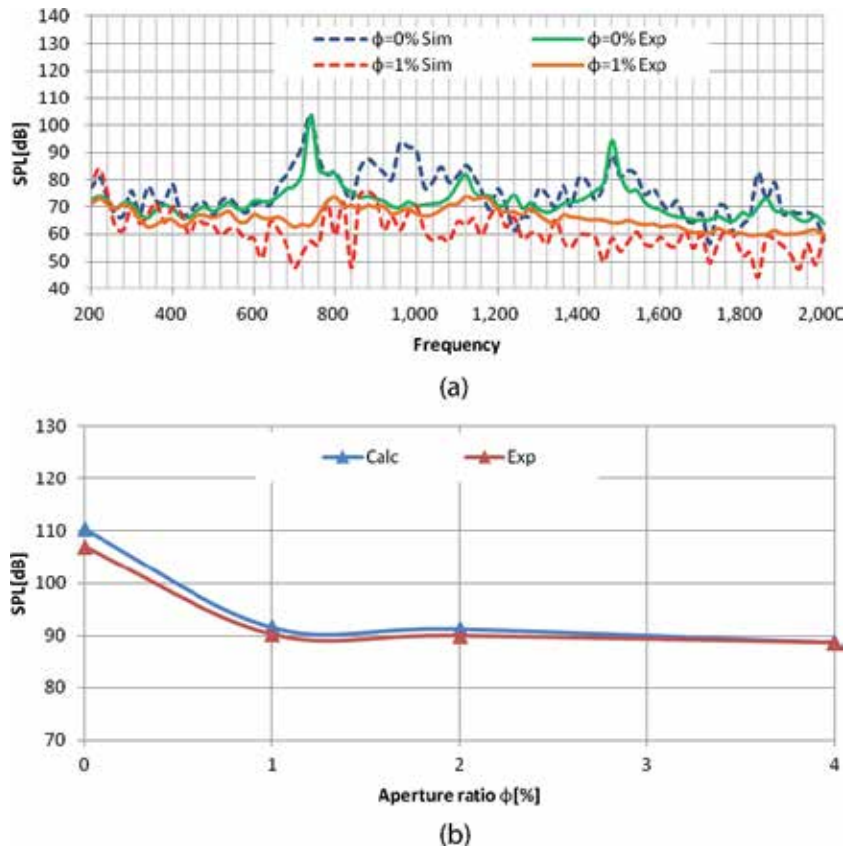 (a)
140
130
120
110
100
90
80
70
60
50
40
SPL[dB]
ϕ=0% Sim
ϕ=0% Exp
ϕ=1% Sim
ϕ=1% Exp
200
400
600
800
1,000
1,200
1,400
1,600
1,800
2,00C
Frequency
(a)
130
120
110
100
90
80
70
SPL[dB]
Calc
Exp
0
1
2
3
4
Aperture ratio ϕ[%]
(b)